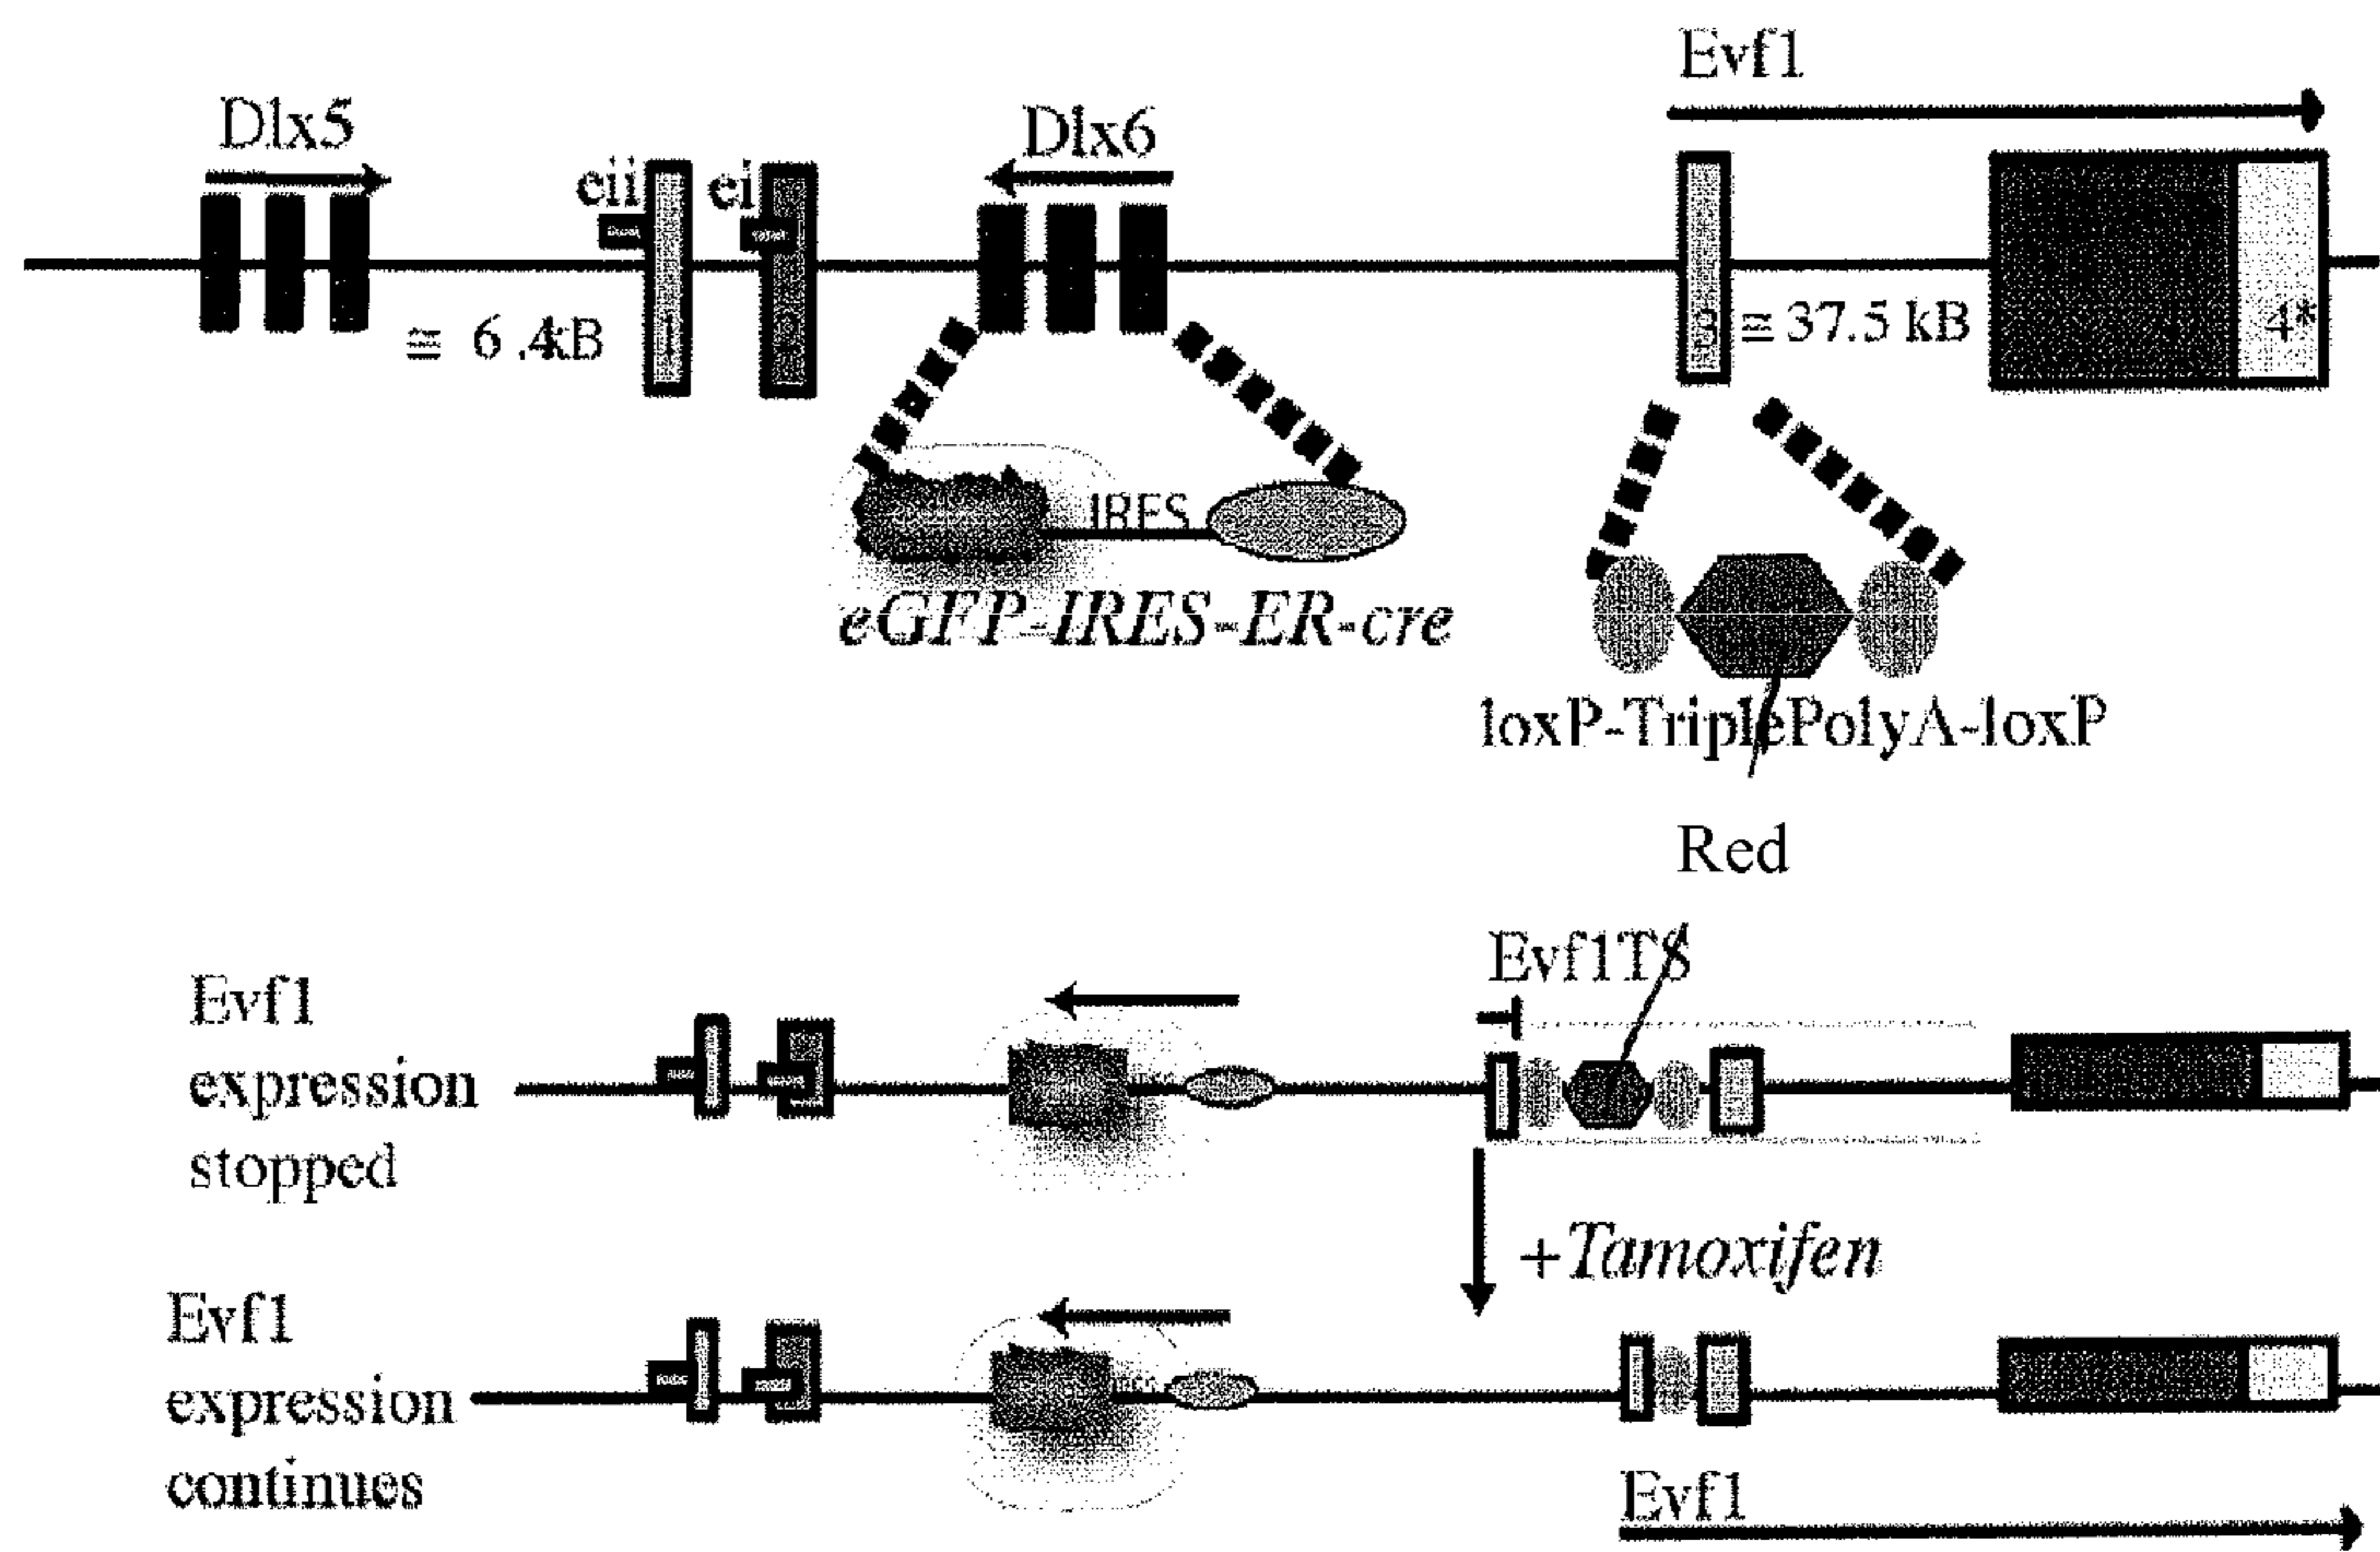 Evf1
Dlx5
Dlx6
eii
ei
≅ 6.4kB
1
3
≅ 37.5 kB
4*
IRES
eGFP-IRES-ER-cre
loxP-TriplePolyA-loxP
Red
Evf1TS
Evf1
expression
stopped
+Tamoxifen
Evf1
expression
continues
Evf1